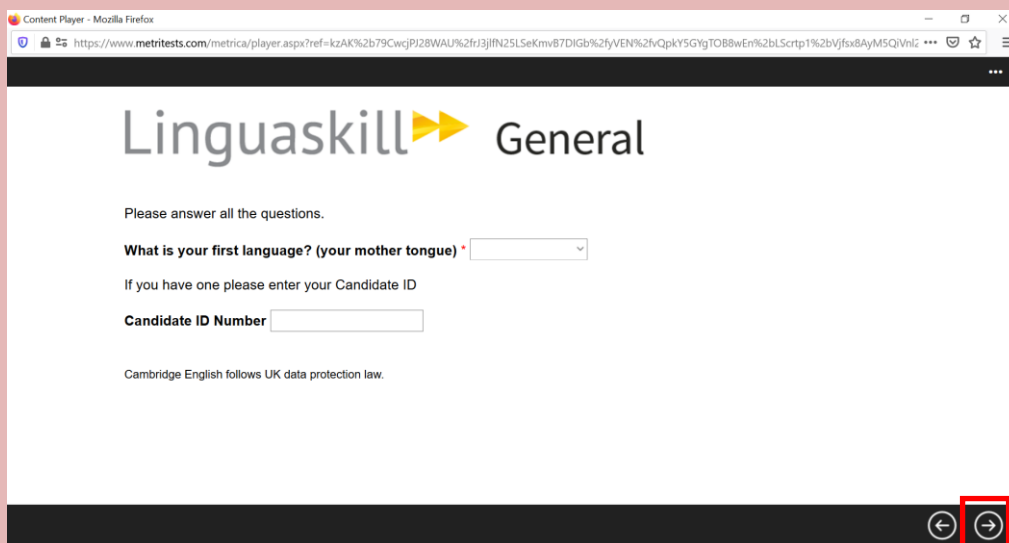 Content Player - Mozilla Firefox
https://www.metritests.com/metrica/player.aspx?ref=kzAK%2b79CwcjPJ28WAU%2frJ3jlfN25LSeKmvB7DIGb%2fyVEN%2fvQpkY5GYgTOB8wEn%2bLScrtp1%2bVjfsx8AyM5QiVnl2
Linguaskill General
Please answer all the questions.
What is your first language? (your mother tongue) *
If you have one please enter your Candidate ID
Candidate ID Number
Cambridge English follows UK data protection law.